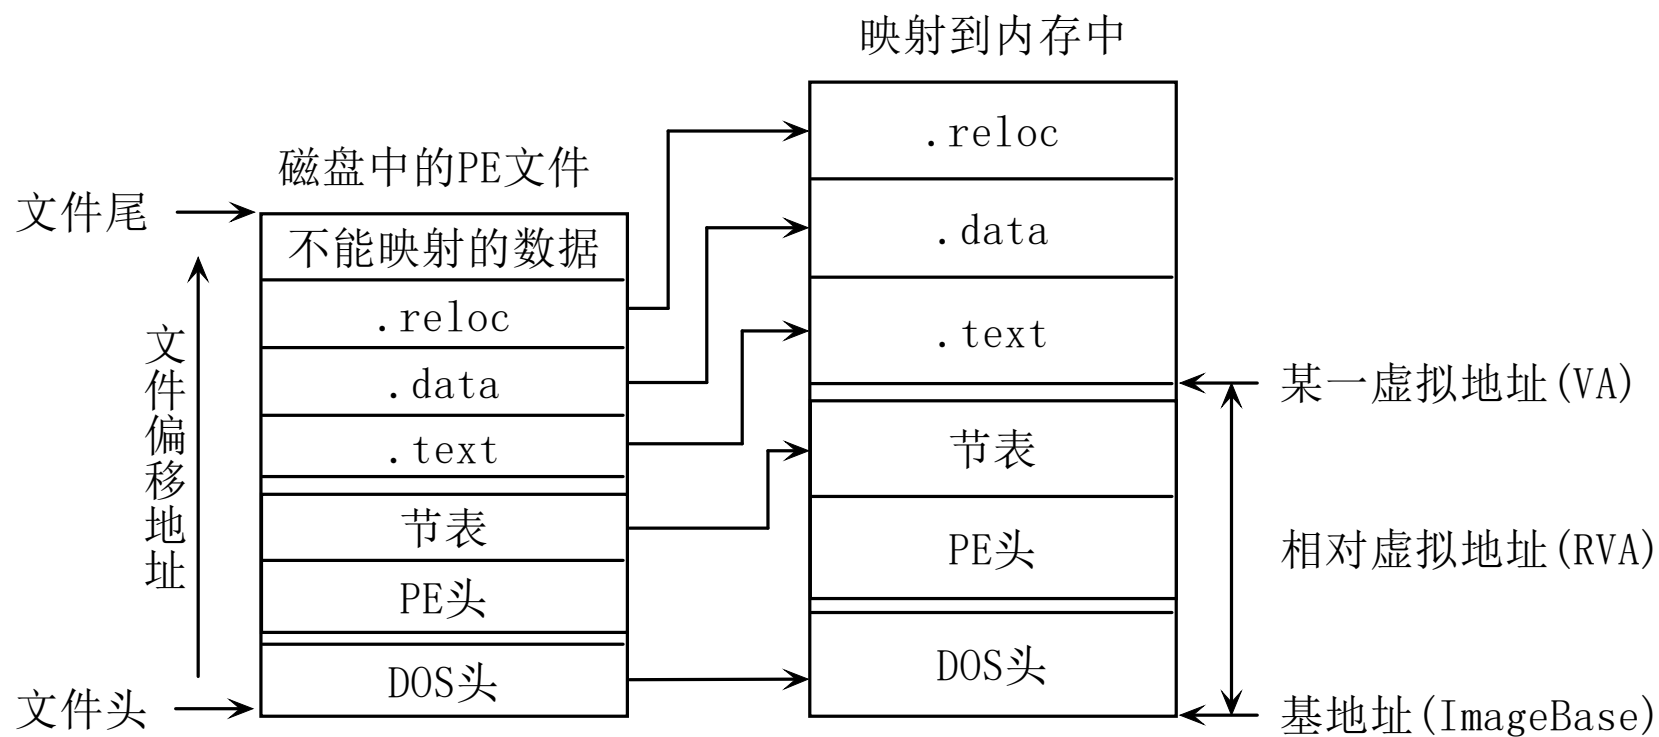 映射到内存中
磁盘中的PE文件
文件尾
不能映射的数据
.reloc
.data
.text
节表
PE头
DOS头
文件偏移地址
文件头
.reloc
.data
.text
节表
PE头
DOS头
某一虚拟地址(VA)
相对虚拟地址(RVA)
基地址(ImageBase)